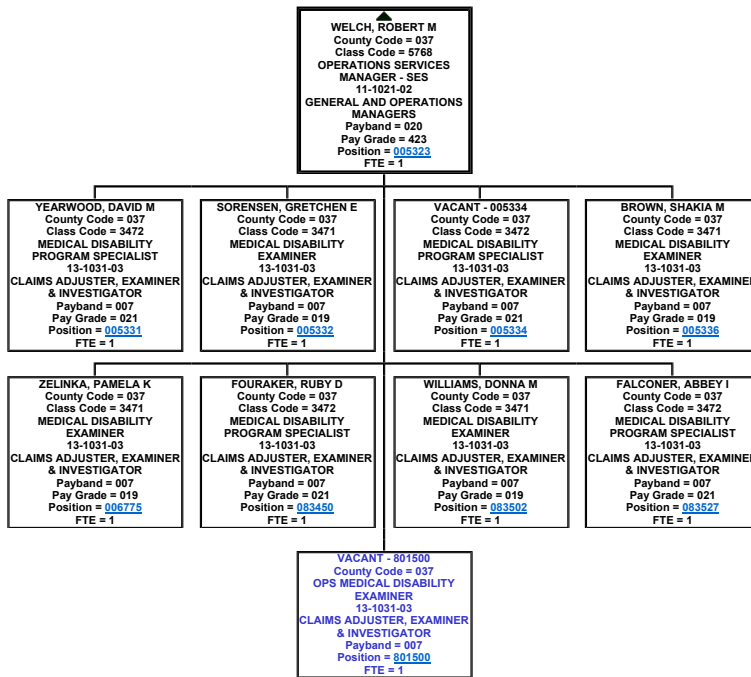 WELCH, ROBERT M
County Code = 037
Class Code = 5768
OPERATIONS SERVICES
MANAGER - SES
11-1021-02
GENERAL AND OPERATIONS
MANAGERS
Payband = 020
Pay Grade = 423
Position = 005323
FTE = 1
YEARWOOD, DAVID M
County Code = 037
Class Code = 3472
MEDICAL DISABILITY
PROGRAM SPECIALIST
13-1031-03
CLAIMS ADJUSTER, EXAMINER
& INVESTIGATOR
Payband = 007
Pay Grade = 021
Position = 005331
FTE = 1
SORENSEN, GRETCHEN E
County Code = 037
Class Code = 3471
MEDICAL DISABILITY
EXAMINER
13-1031-03
CLAIMS ADJUSTER, EXAMINER
& INVESTIGATOR
Payband = 007
Pay Grade = 019
Position = 005332
FTE = 1
VACANT - 005334
County Code = 037
Class Code = 3472
MEDICAL DISABILITY
PROGRAM SPECIALIST
13-1031-03
CLAIMS ADJUSTER, EXAMINER
& INVESTIGATOR
Payband = 007
Pay Grade = 021
Position = 005334
FTE = 1
BROWN, SHAKIA M
County Code = 037
Class Code = 3471
MEDICAL DISABILITY
EXAMINER
13-1031-03
CLAIMS ADJUSTER, EXAMINER
& INVESTIGATOR
Payband = 007
Pay Grade = 019
Position = 005336
FTE = 1
ZELINKA, PAMELA K
County Code = 037
Class Code = 3471
MEDICAL DISABILITY
EXAMINER
13-1031-03
CLAIMS ADJUSTER, EXAMINER
& INVESTIGATOR
Payband = 007
Pay Grade = 019
Position = 006775
FTE = 1
FOURAKER, RUBY D
County Code = 037
Class Code = 3472
MEDICAL DISABILITY
PROGRAM SPECIALIST
13-1031-03
CLAIMS ADJUSTER, EXAMINER
& INVESTIGATOR
Payband = 007
Pay Grade = 021
Position = 083450
FTE = 1
WILLIAMS, DONNA M
County Code = 037
Class Code = 3471
MEDICAL DISABILITY
EXAMINER
13-1031-03
CLAIMS ADJUSTER, EXAMINER
& INVESTIGATOR
Payband = 007
Pay Grade = 019
Position = 083502
FTE = 1
FALCONER, ABBEY I
County Code = 037
Class Code = 3472
MEDICAL DISABILITY
PROGRAM SPECIALIST
13-1031-03
CLAIMS ADJUSTER, EXAMINER
& INVESTIGATOR
Payband = 007
Pay Grade = 021
Position = 083527
FTE = 1
VACANT - 801500
County Code = 037
OPS MEDICAL DISABILITY
EXAMINER
13-1031-03
CLAIMS ADJUSTER, EXAMINER
& INVESTIGATOR
Payband = 007
Position = 801500
FTE = 1